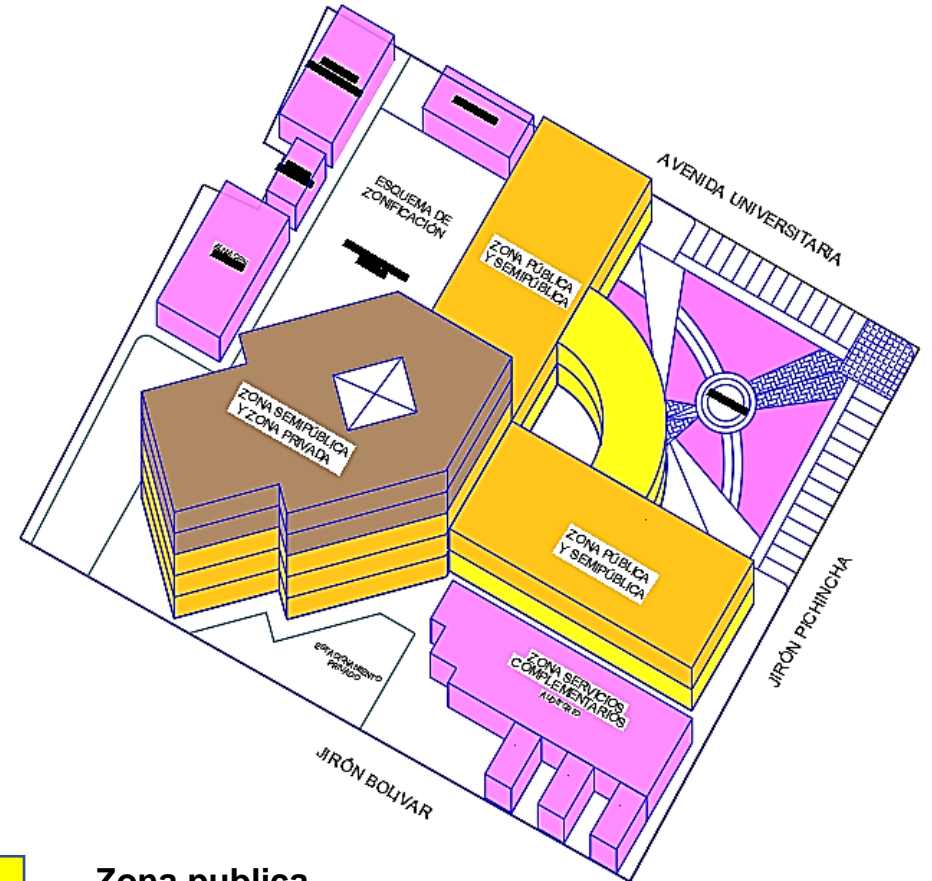 AVENIDA UNIVERSITARIA
ESQUEMA DE
ZONIFICACIÓN
ZONA PÚBLICA
Y SEMIPÚBLICA
ZONA SEMIPÚBLICA
Y ZONA PRIVADA
ZONA PÚBLICA
Y SEMIPÚBLICA
JIRÓN PICHINCHA
ESTACIONAMIENTO
PRIVADO
ZONA SERVICIOS
COMPLEMENTARIOS
JIRÓN BOLIVAR
Zona publica